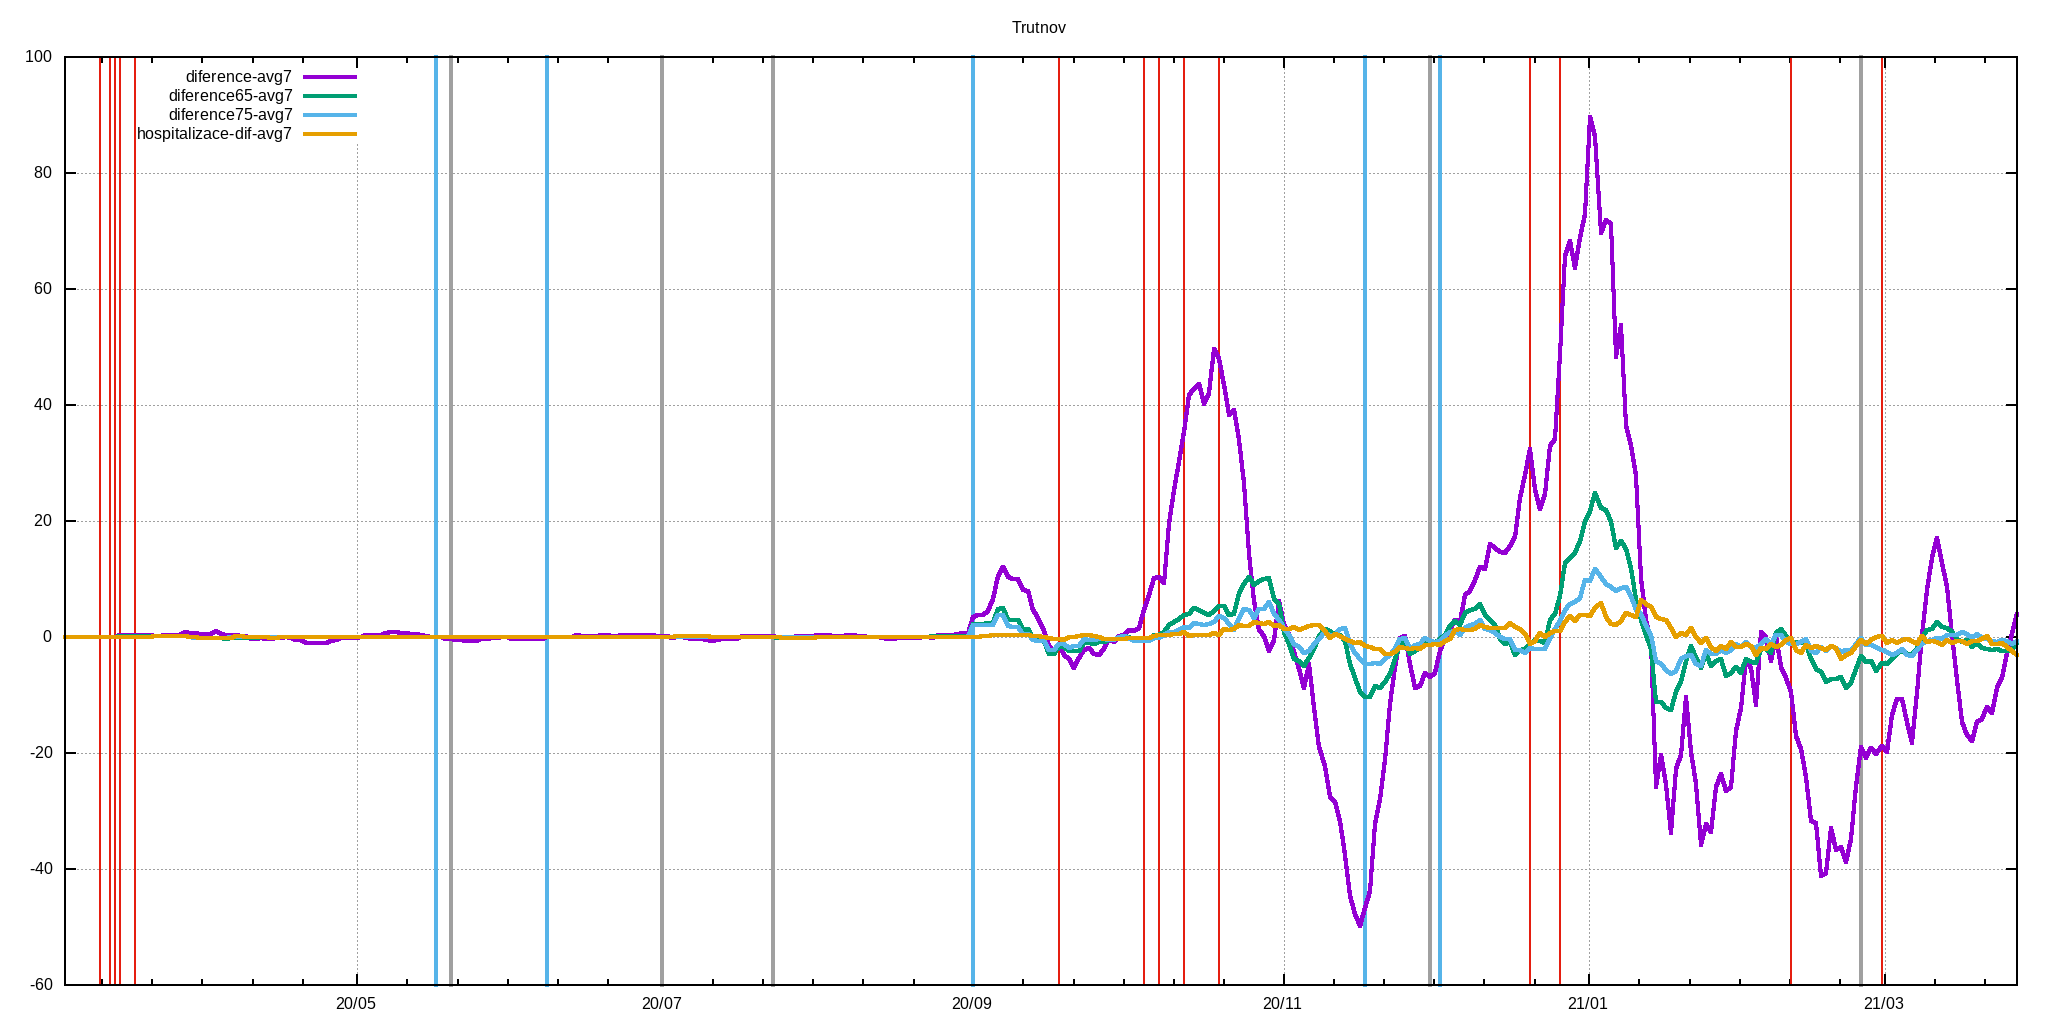 Trutnov
100
80
60
40
20
0
-20
-40
-60
diference-avg7
diference65-avg7
diference75-avg7
hospitalizace-dif-avg7
20/05 20/07 20/09 20/11 21/01 21/03